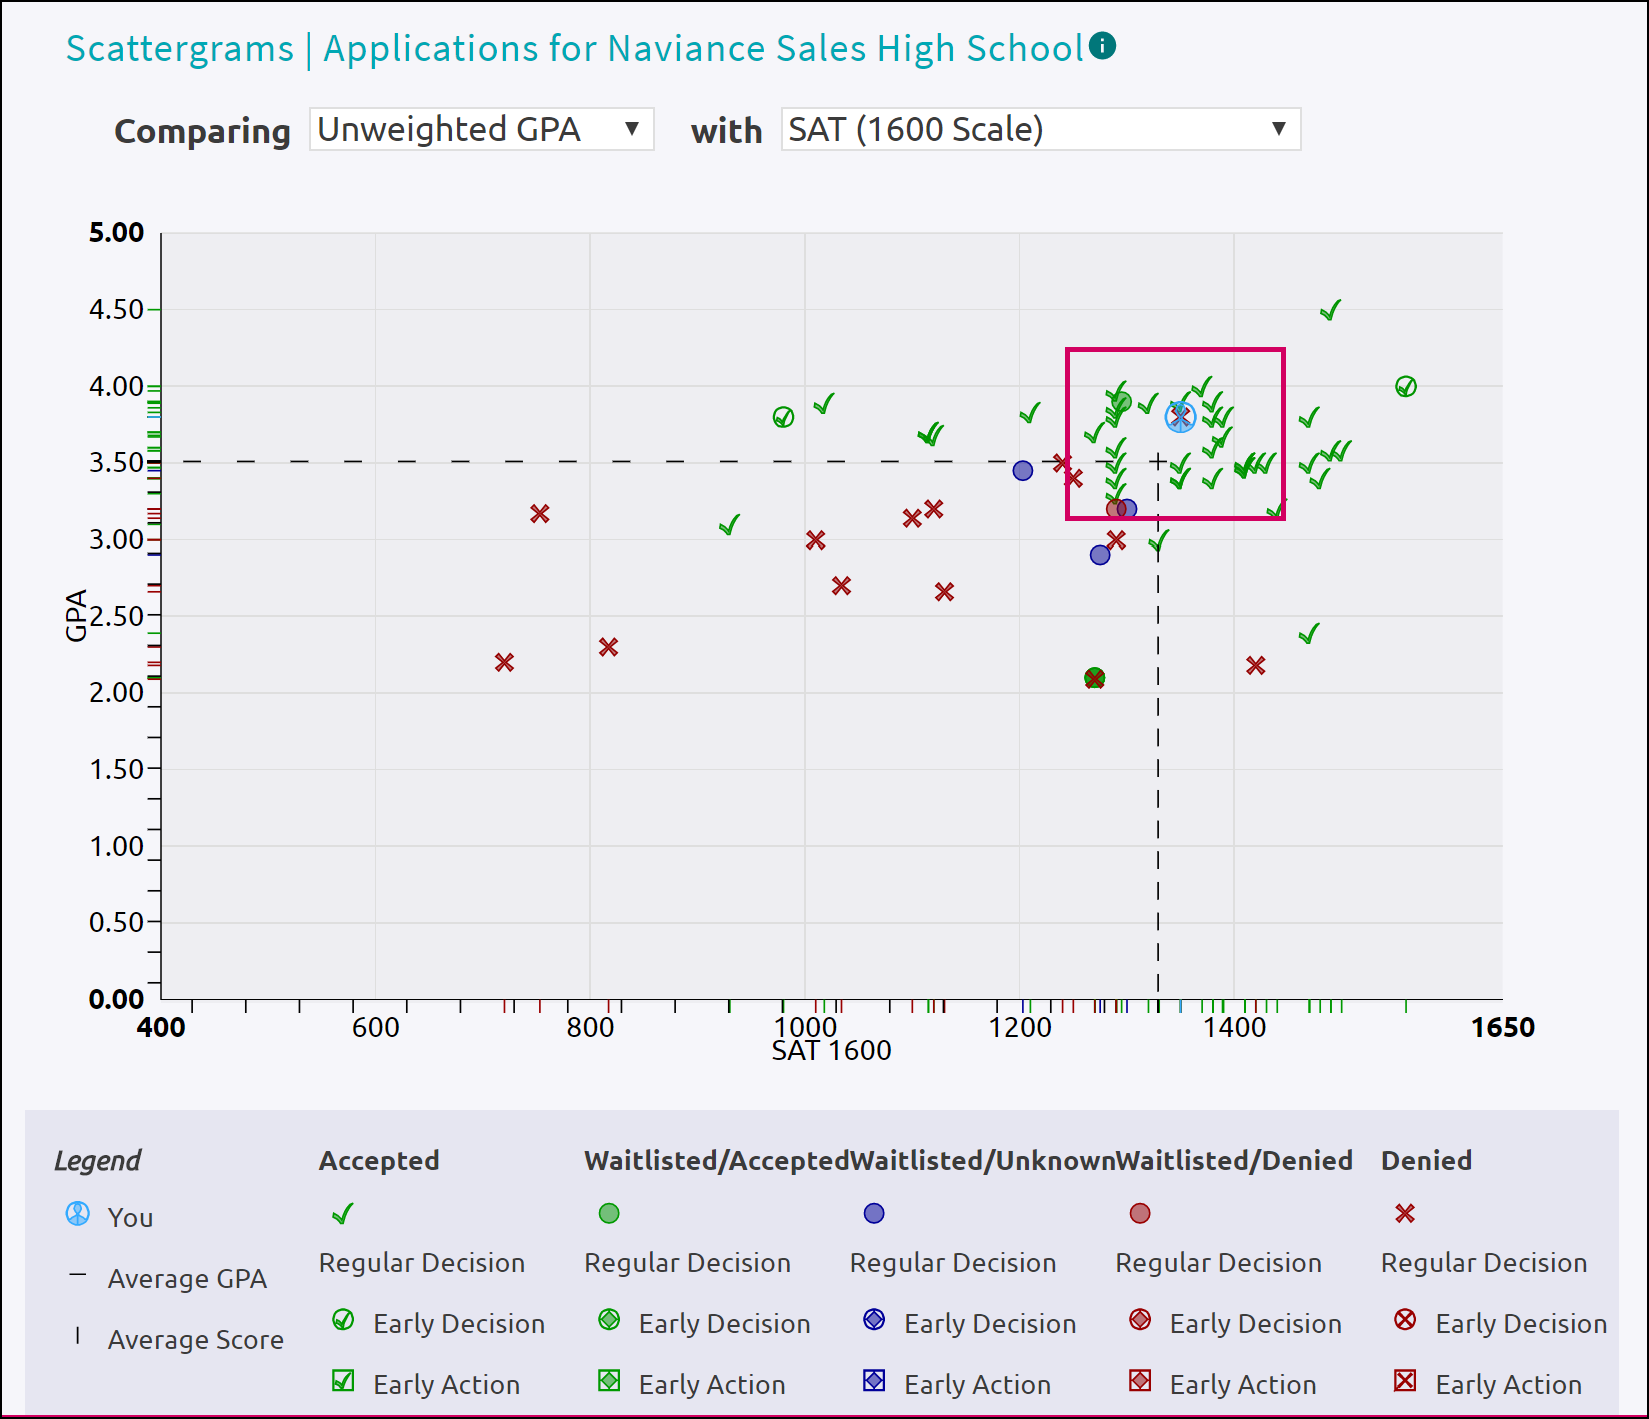 Scattergrams | Applications for Naviance Sales High School
Comparing Unweighted GPA with SAT (1600 Scale)
5.00
4.50
4.00
3.50
3.00
2.50
2.00
1.50
1.00
0.50
0.00
GPA
400 600 800 1000 1200 1400 1650
SAT 1600
Legend Accepted Waitlisted/Accepted Waitlisted/Unknown Waitlisted/Denied Denied
You
Regular Decision Regular Decision Regular Decision Regular Decision Regular Decision
Average GPA
Early Decision Early Decision Early Decision Early Decision Early Decision
Average Score
Early Action Early Action Early Action Early Action Early Action